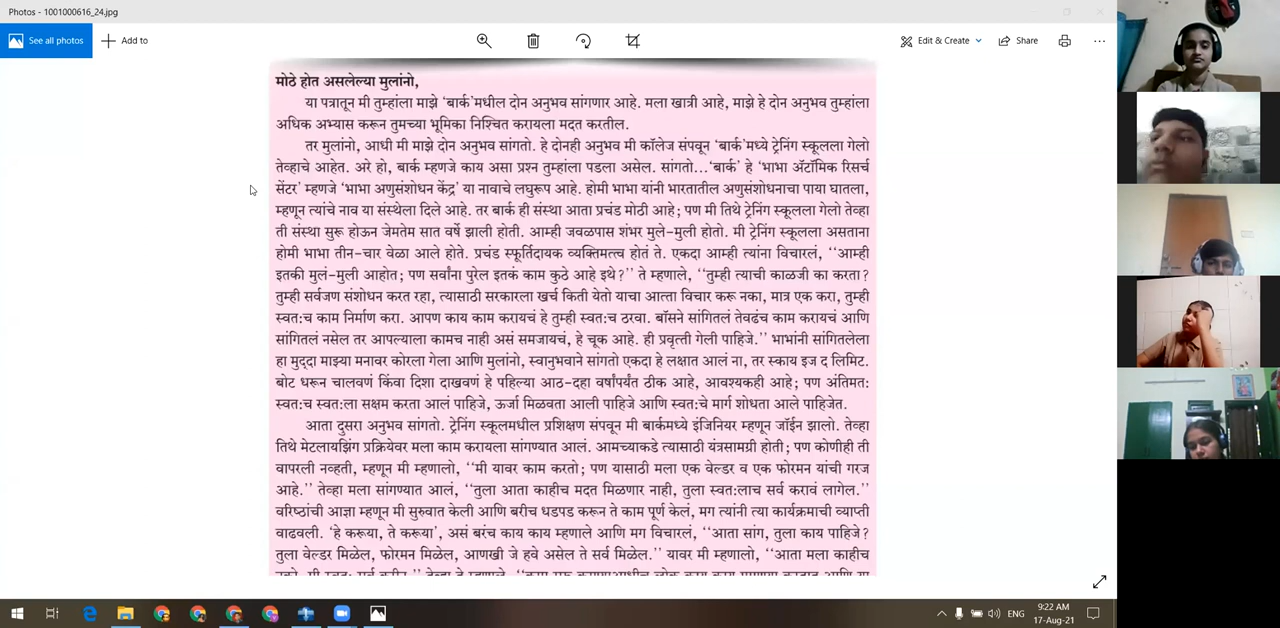 Photos - 1001000616_24.jpg
See all photos
Add to
Edit & Create
Share
मोठे होत असलेल्या मुलांनो,
या पत्रातून मी तुम्हांला माझे 'बार्क'मधील दोन अनुभव सांगणार आहे. मला खात्री आहे, माझे हे दोन अनुभव तुम्हांला
अधिक अभ्यास करून तुमच्या भूमिका निश्चित करायला मदत करतील.
तर मुलांनो, आधी मी माझे दोन अनुभव सांगतो. हे दोनही अनुभव मी कॉलेज संपवून 'बार्क'मध्ये ट्रेनिंग स्कूलला गेलो
तेव्हाचे आहेत. अरे हो, बार्क म्हणजे काय असा प्रश्न तुम्हांला पडला असेल. सांगतो...'बार्क' हे 'भाभा ॲटॉमिक रिसर्च
सेंटर' म्हणजे 'भाभा अणुसंशोधन केंद्र' या नावाचे लघुरूप आहे. होमी भाभा यांनी भारतातील अणुसंशोधनाचा पाया घातला,
म्हणून त्यांचे नाव या संस्थेला दिले आहे. तर बार्क ही संस्था आता प्रचंड मोठी आहे; पण मी तिथे ट्रेनिंग स्कूलला गेलो तेव्हा
ती संस्था सुरू होऊन जेमतेम सात वर्षे झाली होती. आम्ही जवळपास शंभर मुले-मुली होतो. मी ट्रेनिंग स्कूलला असताना
होमी भाभा तीन-चार वेळा आले होते. प्रचंड स्फूर्तिदायक व्यक्तिमत्त्व होतं ते. एकदा आम्ही त्यांना विचारलं, ''आम्ही
इतकी मुलं-मुली आहोत; पण सर्वांना पुरेल इतकं काम कुठे आहे इथे?'' ते म्हणाले, ''तुम्ही त्याची काळजी का करता?
तुम्ही सर्वजण संशोधन करत रहा, त्यासाठी सरकारला खर्च किती येतो याचा आत्ता विचार करू नका, मात्र एक करा, तुम्ही
स्वत:च काम निर्माण करा. आपण काय काम करायचं हे तुम्ही स्वत:च ठरवा. बॉसने सांगितलं तेवढंच काम करायचं आणि
सांगितलं नसेल तर आपल्याला कामच नाही असं समजायचं, हे चूक आहे. ही प्रवृत्ती गेली पाहिजे.'' भाभांनी सांगितलेला
हा मुद्दा माझ्या मनावर कोरला गेला आणि मुलांनो, स्वानुभवाने सांगतो एकदा हे लक्षात आलं ना, तर स्काय इज द लिमिट.
बोट धरून चालवणं किंवा दिशा दाखवणं हे पहिल्या आठ-दहा वर्षांपर्यंत ठीक आहे, आवश्यकही आहे; पण अंतिमत:
स्वत:च स्वत:ला सक्षम करता आलं पाहिजे, ऊर्जा मिळवता आली पाहिजे आणि स्वत:चे मार्ग शोधता आले पाहिजेत.
आता दुसरा अनुभव सांगतो. ट्रेनिंग स्कूलमधील प्रशिक्षण संपवून मी बार्कमध्ये इंजिनियर म्हणून जॉईन झालो. तेव्हा
तिथे मेटलायझिंग प्रक्रियेवर मला काम करायला सांगण्यात आलं. आमच्याकडे त्यासाठी यंत्रसामग्री होती; पण कोणीही ती
वापरली नव्हती, म्हणून मी म्हणालो, ''मी यावर काम करतो; पण यासाठी मला एक वेल्डर व एक फोरमन यांची गरज
आहे.'' तेव्हा मला सांगण्यात आलं, ''तुला आता काहीच मदत मिळणार नाही, तुला स्वत:लाच सर्व करावं लागेल.''
वरिष्ठांची आज्ञा म्हणून मी सुरुवात केली आणि बरीच धडपड करून ते काम पूर्ण केलं, मग त्यांनी त्या कार्यक्रमाची व्याप्ती
वाढवली. 'हे करूया, ते करूया', असं बरंच काय काय म्हणाले आणि मग विचारलं, ''आता सांग, तुला काय पाहिजे?
तुला वेल्डर मिळेल, फोरमन मिळेल, आणखी जे हवे असेल ते सर्व मिळेल.'' यावर मी म्हणालो, ''आता मला काहीच
ENG
9:22 AM
17-Aug-21